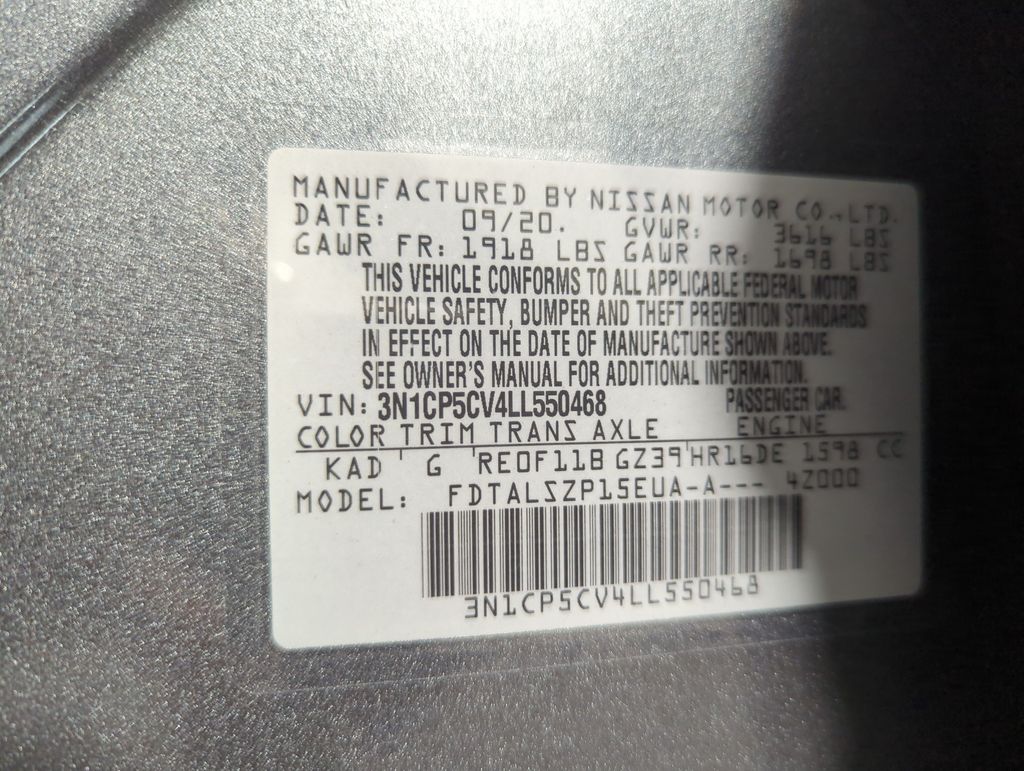 MANUFACTURED BY NISSAN MOTOR CO.,LTD.
DATE: 09/20. GVWR: 3616 LBS
GAWR FR: 1918 LBS GAWR RR: 1698 LBS
THIS VEHICLE CONFORMS TO ALL APPLICABLE FEDERAL MOTOR
VEHICLE SAFETY, BUMPER AND THEFT PREVENTION STANDARDS
IN EFFECT ON THE DATE OF MANUFACTURE SHOWN ABOVE.
SEE OWNER'S MANUAL FOR ADDITIONAL INFORMATION.
VIN: 3N1CP5CV4LL550468 PASSENGER CAR.
COLOR TRIM TRANS AXLE ENGINE
KAD ' G 'RE0F11B GZ39'HR16DE 1598 CC
MODEL: FDTALSZP15EUA-A--- 4Z000
3N1CP5CV4LL550468